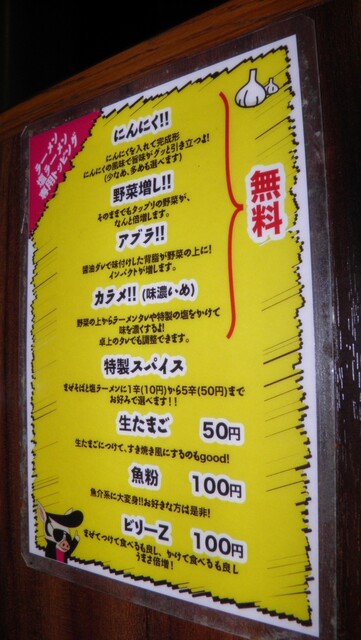 ラーメン
塩ラーメン
専用トッピング
にんにく!!
にんにくを入れて完成形
にんにくの風味で旨味がグッと引き立つよ!
(少なめ、多めも選べます)
野菜増し!!
そのままでもタップリの野菜が、
なんと倍増します。
アブラ!!
醤油ダレで味付けした背脂が野菜の上に!
インパクトが増します。
カラメ!! (味濃いめ)
野菜の上からラーメンタレや特製の塩をかけて
味を濃くするよ!
卓上のタレでも調整できます。
無料
特製スパイス
まぜそばと塩ラーメンに1辛(10円)から5辛(50円)まで
お好みで選べます!!
生たまご 50円
生たまごにつけて、すき焼き風にするのもgood!
魚粉 100円
魚介系に大変身!!お好きな方は是非!
ビリーZ 100円
まぜてつけて食べるも良し、かけて食べるも良し
うまさ倍増!